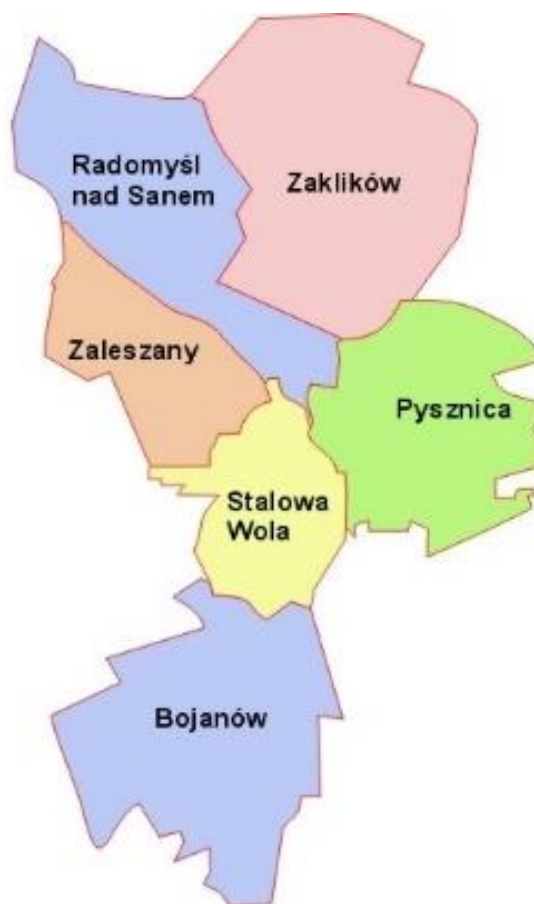 Radomyśl
nad Sanem
Zaklików
Zaleszany
Pysznica
Stalowa
Wola
Bojanów